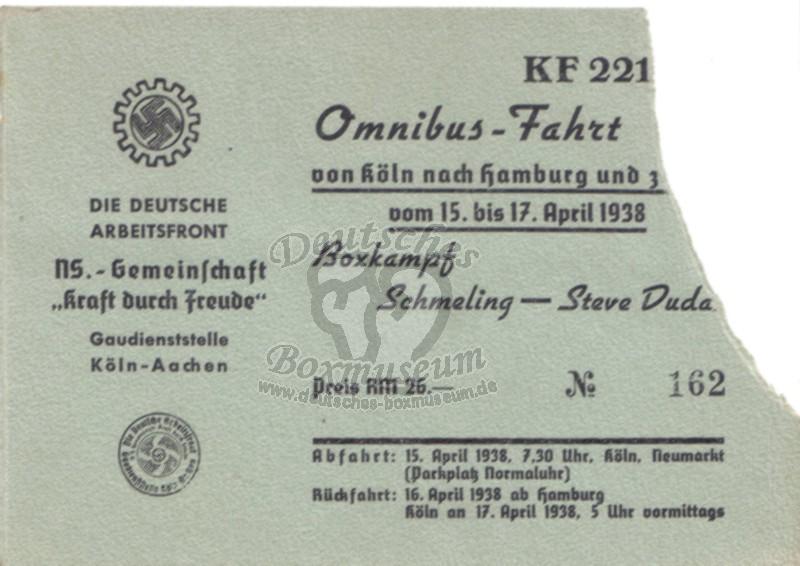 KF 221
Omnibus-Fahrt
von Köln nach Hamburg und z
vom 15. bis 17. April 1938
Boxkampf
Schmeling — Steve Duda
Preis RM 26.—
№ 162
Abfahrt: 15. April 1938, 7,30 Uhr, Köln, Neumarkt
(Parkplatz Normaluhr)
Rückfahrt: 16. April 1938 ab Hamburg
Köln an 17. April 1938, 5 Uhr vormittags
DIE DEUTSCHE
ARBEITSFRONT
NS.-Gemeinschaft
„Kraft durch Freude“
Gaudienststelle
Köln-Aachen
Die Deutsche Arbeitsfront
Deutsches
Boxmuseum
www.deutsches-boxmuseum.de